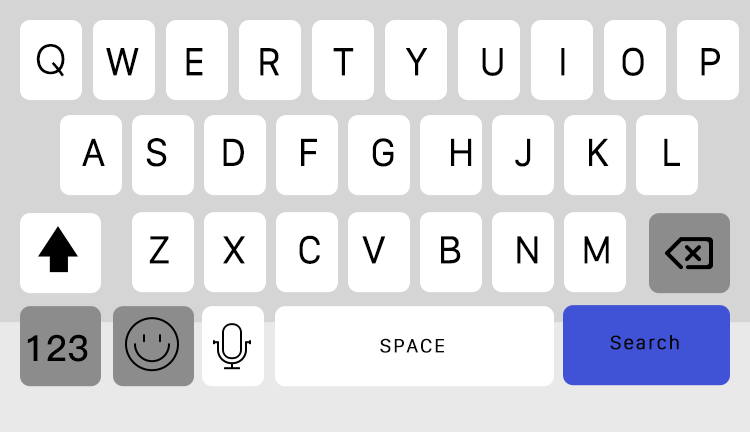 Q W E R T Y U I O P
A S D F G H J K L
Z X C V B N M
123 SPACE Search